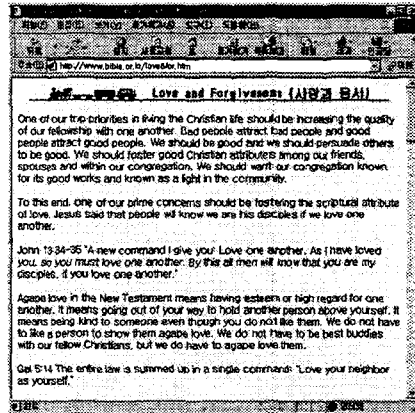 http://www.bible.or.kr/love&for.htm
Love and Forgiveness (사랑과 용서)
One of our top priorities in living the Christian life should be increasing the quality
of our fellowship with one another. Bad people attract bad people and good
people attract good people. We should be good and we should persuade others
to be good. We should foster good Christian attributes among our friends,
spouses and within our congregation. We should want our congregation known
for its good works and known as a light in the community.
To this end, one of our prime concerns should be fostering the scriptural attribute
of love. Jesus said that people will know we are his disciples if we love one
another.
John 13:34-35 "A new command I give you: Love one another. As I have loved
you, so you must love one another. By this all men will know that you are my
disciples, if you love one another."
Agape love in the New Testament means having esteem or high regard for one
another. It means going out of your way to hold another person above yourself. It
means being kind to someone even though you do not like them. We do not have
to like a person to show them agape love. We do not have to be best buddies
with our fellow Christians, but we do have to agape love them.
Gal 5:14 The entire law is summed up in a single command: "Love your neighbor
as yourself."